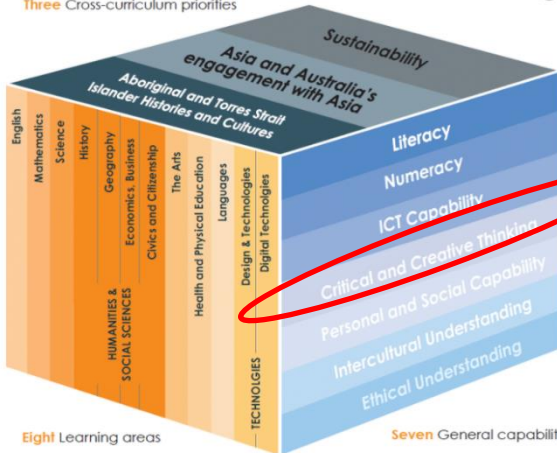 Three Cross-curriculum priorities
Sustainability
Asia and Australia's
engagement with Asia
Aboriginal and Torres Strait
Islander Histories and Cultures
English
Mathematics
Science
History
Geography
Economics, Business
Civics and Citizenship
HUMANITIES &
SOCIAL SCIENCES
The Arts
Health and Physical Education
Languages
Design & Technologies
Digital Technolgies
TECHNOLGIES
Literacy
Numeracy
ICT Capability
Critical and Creative Thinking
Personal and Social Capability
Intercultural Understanding
Ethical Understanding
Eight Learning areas
Seven General capabilit